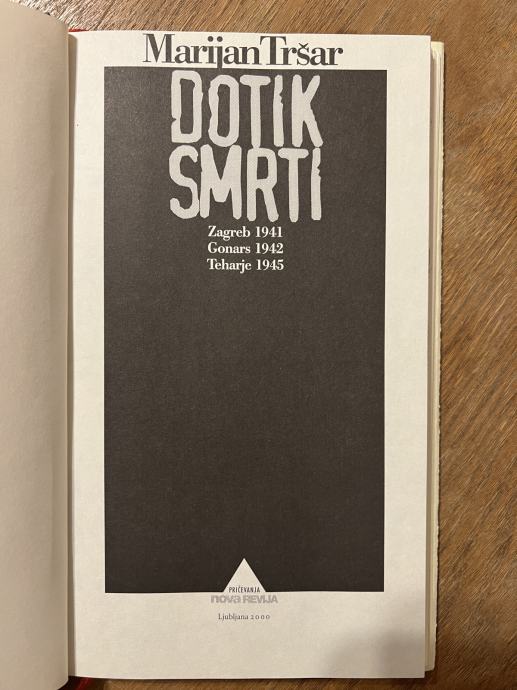 Marijan Tršar
DOTIK
SMRTI
Zagreb 1941
Gonars 1942
Teharje 1945
PRIČEVANJA
nova REVIJA
Ljubljana 2000